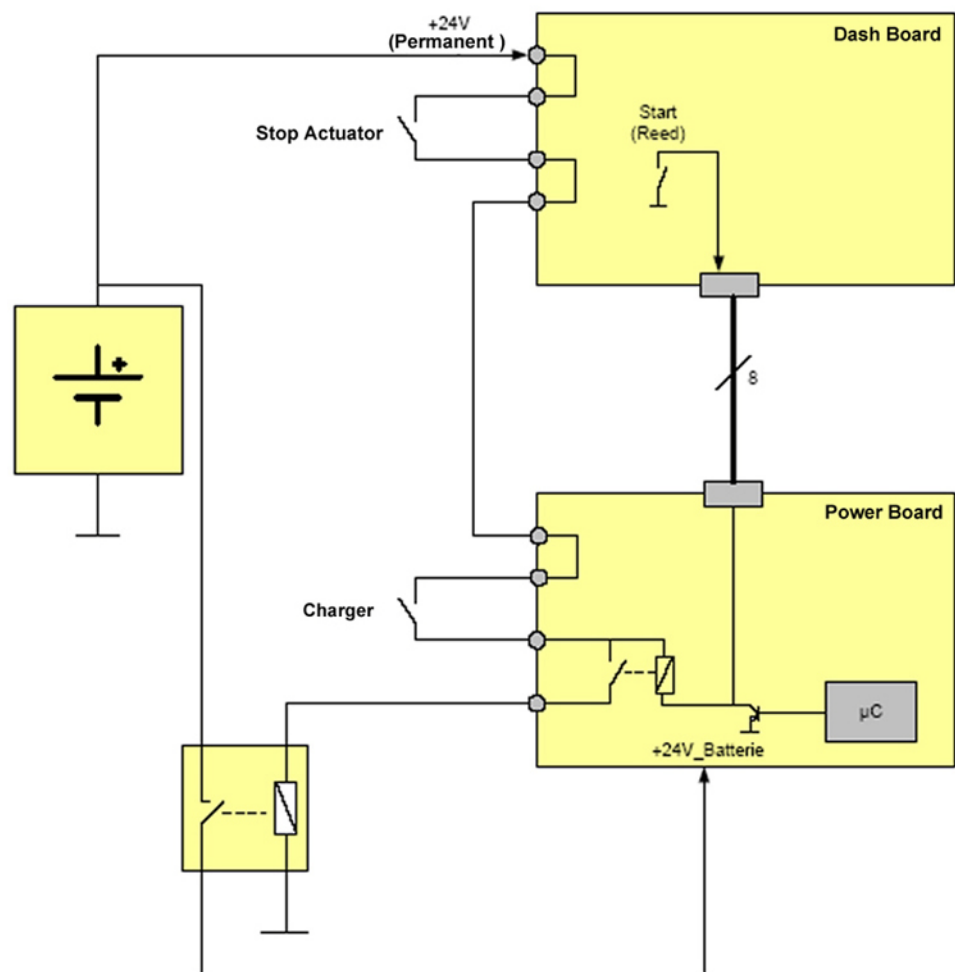 +24V
(Permanent )
Dash Board
Start
(Reed)
Stop Actuator
+
8
Power Board
Charger
µC
+24V_Batterie